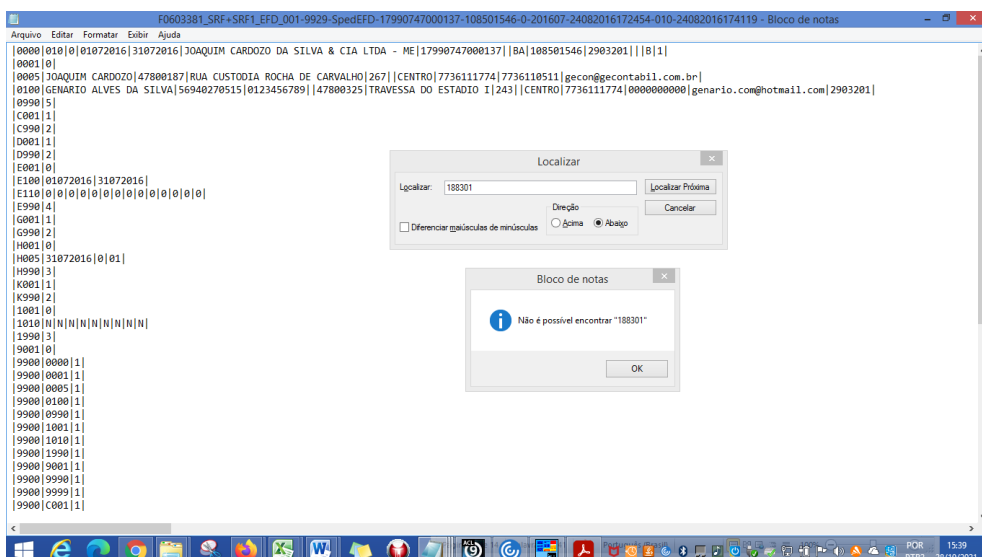 F0603381_SRF+SRF1_EFD_001-9929-SpedEFD-17990747000137-108501546-0-201607-24082016172454-010-24082016174119 - Bloco de notas
Arquivo Editar Formatar Exibir Ajuda
|0000|010|0|01072016|31072016|JOAQUIM CARDOZO DA SILVA & CIA LTDA - ME|17990747000137||BA|108501546|2903201|||B|1|
|0001|0|
|0005|JOAQUIM CARDOZO|47800187|RUA CUSTODIA ROCHA DE CARVALHO|267||CENTRO|7736111774|7736110511|gecon@gecontabil.com.br|
|0100|GENARIO ALVES DA SILVA|56940270515|0123456789||47800325|TRAVESSA DO ESTADIO I|243||CENTRO|7736111774|0000000000|genario.com@hotmail.com|2903201|
|0990|5|
|C001|1|
|C990|2|
|D001|1|
|D990|2|
|E001|0|
|E100|01072016|31072016|
|E110|0|0|0|0|0|0|0|0|0|0|0|0|0|0|
|E990|4|
|G001|1|
|G990|2|
|H001|0|
|H005|31072016|0|01|
|H990|3|
|K001|1|
|K990|2|
|1001|0|
|1010|N|N|N|N|N|N|N|N|N|
|1990|3|
|9001|0|
|9900|0000|1|
|9900|0001|1|
|9900|0005|1|
|9900|0100|1|
|9900|0990|1|
|9900|1001|1|
|9900|1010|1|
|9900|1990|1|
|9900|9001|1|
|9900|9990|1|
|9900|9999|1|
|9900|C001|1|
Localizar
Localizar: 188301 Localizar Próxima
Direção Cancelar
Diferenciar maiúsculas de minúsculas Acima Abaixo
Bloco de notas
Não é possível encontrar "188301"
OK
POR 15:39
PTB2 28/10/2021